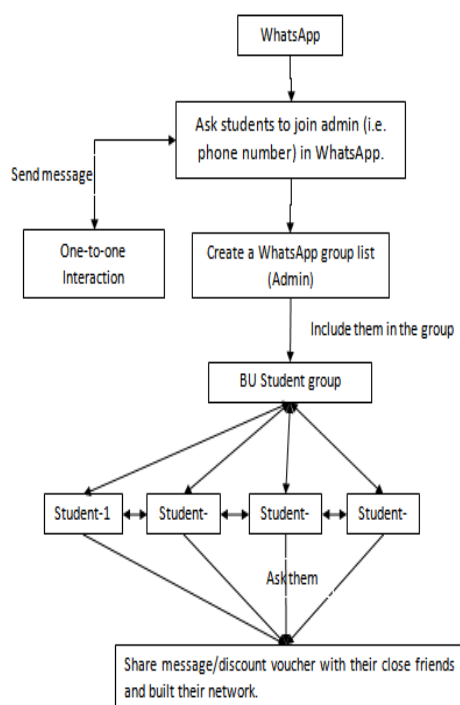 WhatsApp
Ask students to join admin (i.e.
phone number) in WhatsApp.
Send message
One-to-one
Interaction
Create a WhatsApp group list
(Admin)
Include them in the group
BU Student group
Student-1
Student-
Student-
Student-
Ask them
Share message/discount voucher with their close friends
and built their network.